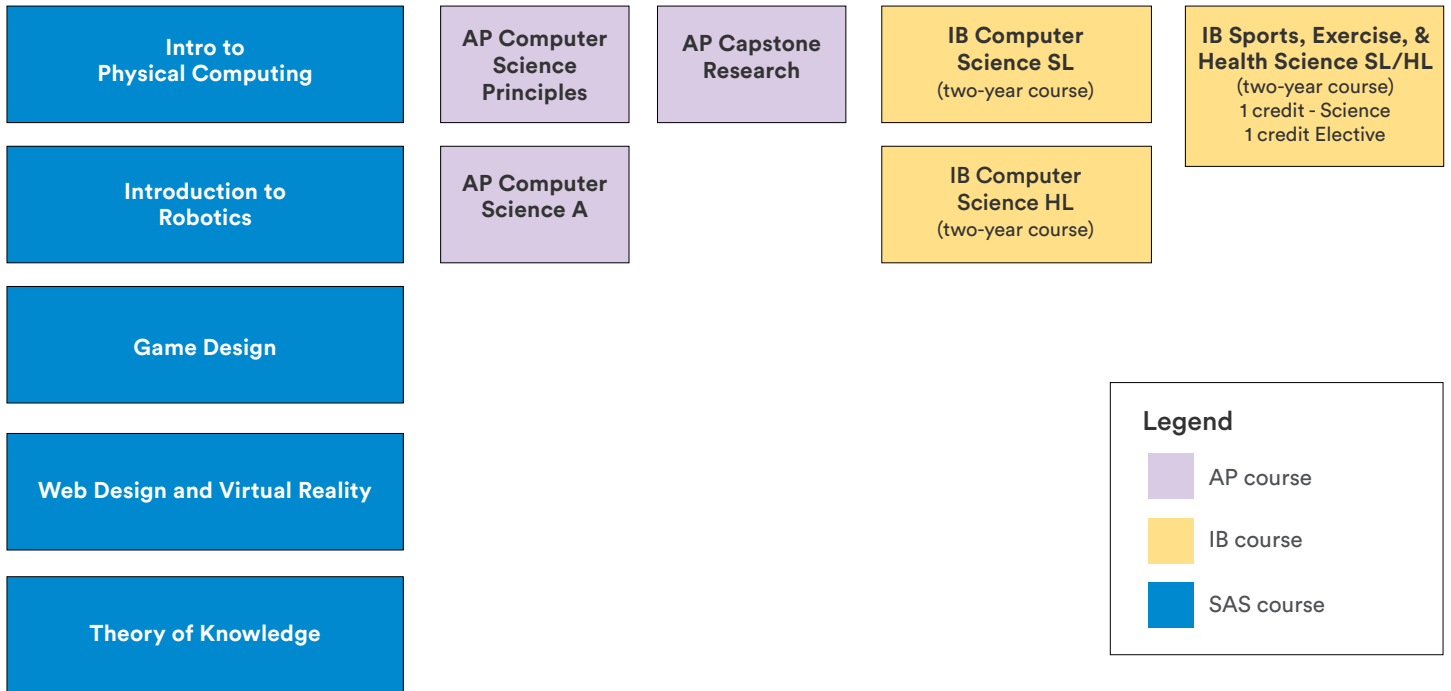 Intro to
Physical Computing
AP Computer
Science
Principles
AP Capstone
Research
IB Computer
Science SL
(two-year course)
IB Sports, Exercise, &
Health Science SL/HL
(two-year course)
1 credit - Science
1 credit Elective
Introduction to
Robotics
AP Computer
Science A
IB Computer
Science HL
(two-year course)
Game Design
Web Design and Virtual Reality
Theory of Knowledge
Legend
AP course
IB course
SAS course